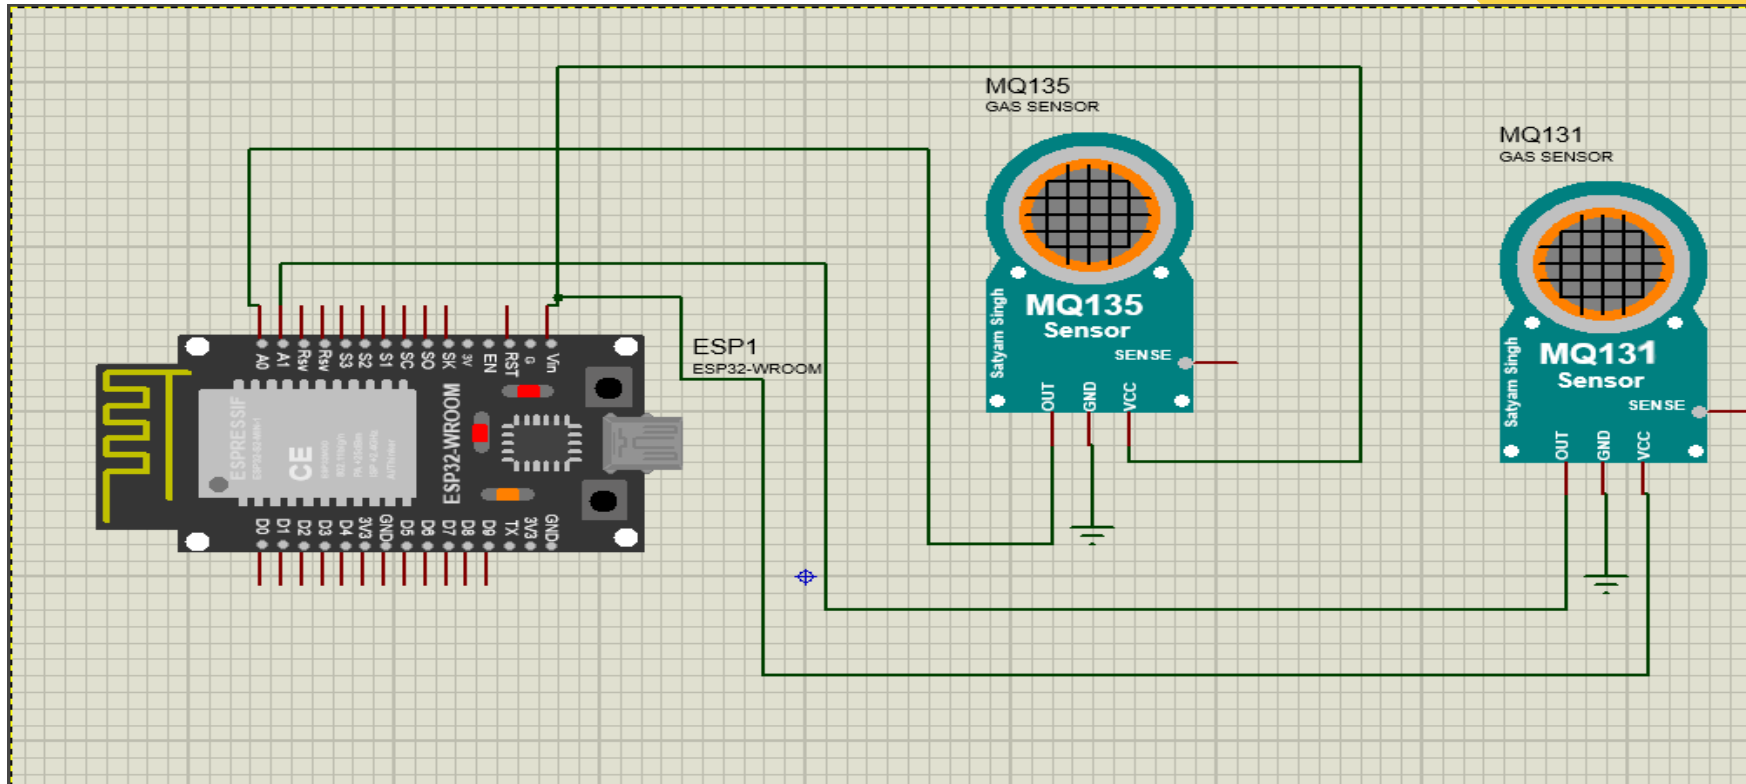 MQ135
GAS SENSOR
MQ131
GAS SENSOR
A0
A1
Rsv
Rsv
S3
S2
S1
SC
SO
SK
3V
EN
RST
G
Vin
ESP1
ESP32-WROOM
ESPRESSIF
CE
ESP32-WROOM
D0
D1
D2
D3
D4
3V3
GND
D5
D6
D7
D8
D9
TX
3V3
GND
Satyam Singh
MQ135
Sensor
SENSE
OUT
GND
VCC
Satyam Singh
MQ131
Sensor
SENSE
OUT
GND
VCC